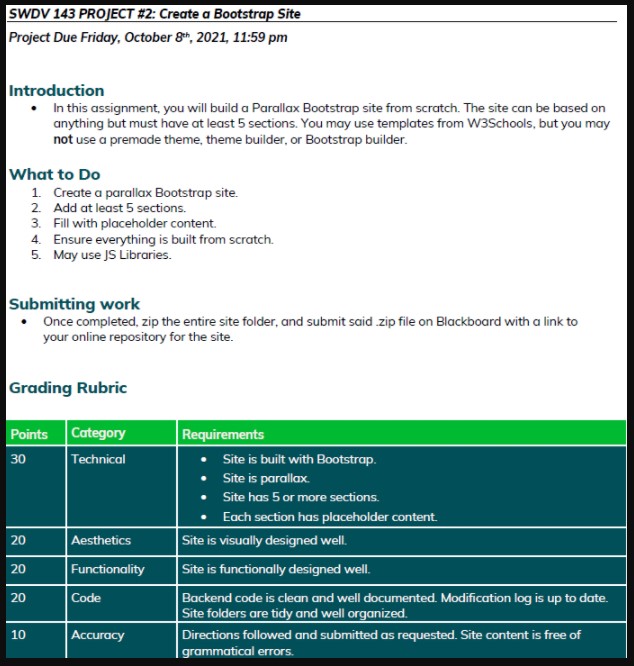 SWDV 143 PROJECT #2: Create a Bootstrap Site
Project Due Friday, October 8th, 2021, 11:59 pm
Introduction
• In this assignment, you will build a Parallax Bootstrap site from scratch. The site can be based on
anything but must have at least 5 sections. You may use templates from W3Schools, but you may
not use a premade theme, theme builder, or Bootstrap builder.
What to Do
1. Create a parallax Bootstrap site.
2. Add at least 5 sections.
3. Fill with placeholder content.
4. Ensure everything is built from scratch.
5. May use JS Libraries.
Submitting work
• Once completed, zip the entire site folder, and submit said .zip file on Blackboard with a link to
your online repository for the site.
Grading Rubric
Points Category Requirements
30 Technical • Site is built with Bootstrap.
• Site is parallax.
• Site has 5 or more sections.
• Each section has placeholder content.
20 Aesthetics Site is visually designed well.
20 Functionality Site is functionally designed well.
20 Code Backend code is clean and well documented. Modification log is up to date.
Site folders are tidy and well organized.
10 Accuracy Directions followed and submitted as requested. Site content is free of
grammatical errors.